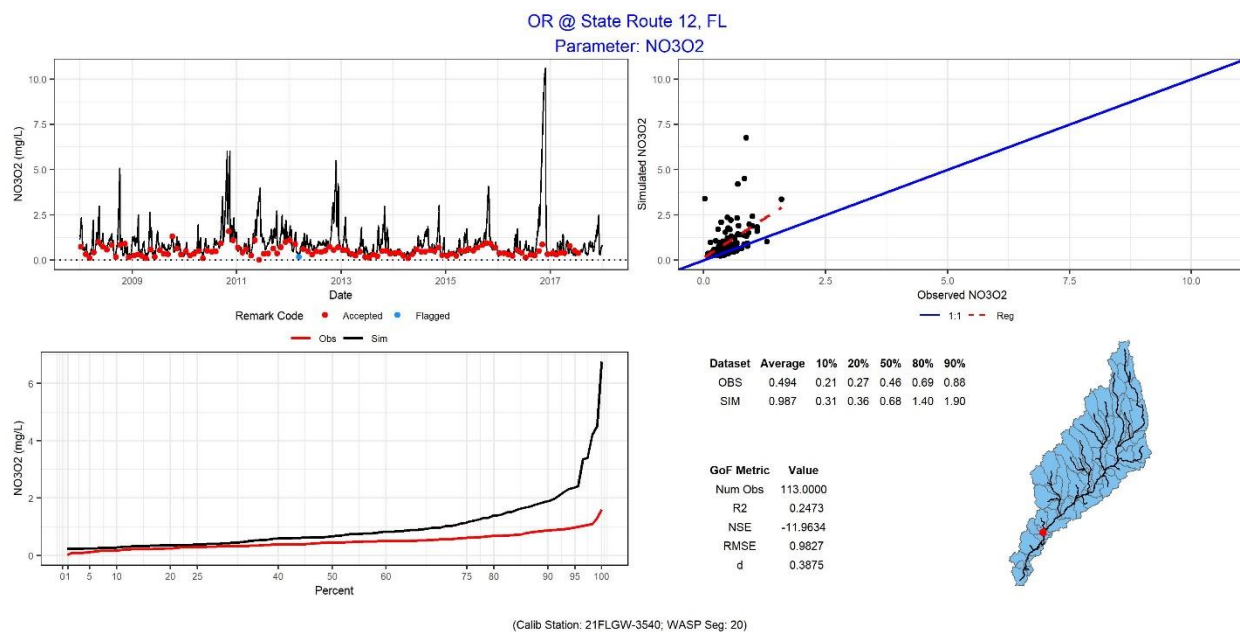 OR @ State Route 12, FL
Parameter: NO3O2
NO3O2 (mg/L)
10.0
7.5
5.0
2.5
0.0
2009 2011 2013 2015 2017
Date
Remark Code Accepted Flagged
Simulated NO3O2
10.0
7.5
5.0
2.5
0.0
0.0 2.5 5.0 7.5 10.0
Observed NO3O2
1:1 Reg
Obs Sim
NO3O2 (mg/L)
6
4
2
0
01 5 10 20 25 40 50 60 75 80 90 95 100
Percent
Dataset Average 10% 20% 50% 80% 90%
OBS 0.494 0.21 0.27 0.46 0.69 0.88
SIM 0.987 0.31 0.36 0.68 1.40 1.90
GoF Metric Value
Num Obs 113.0000
R2 0.2473
NSE -11.9634
RMSE 0.9827
d 0.3875
(Calib Station: 21FLGW-3540; WASP Seg: 20)